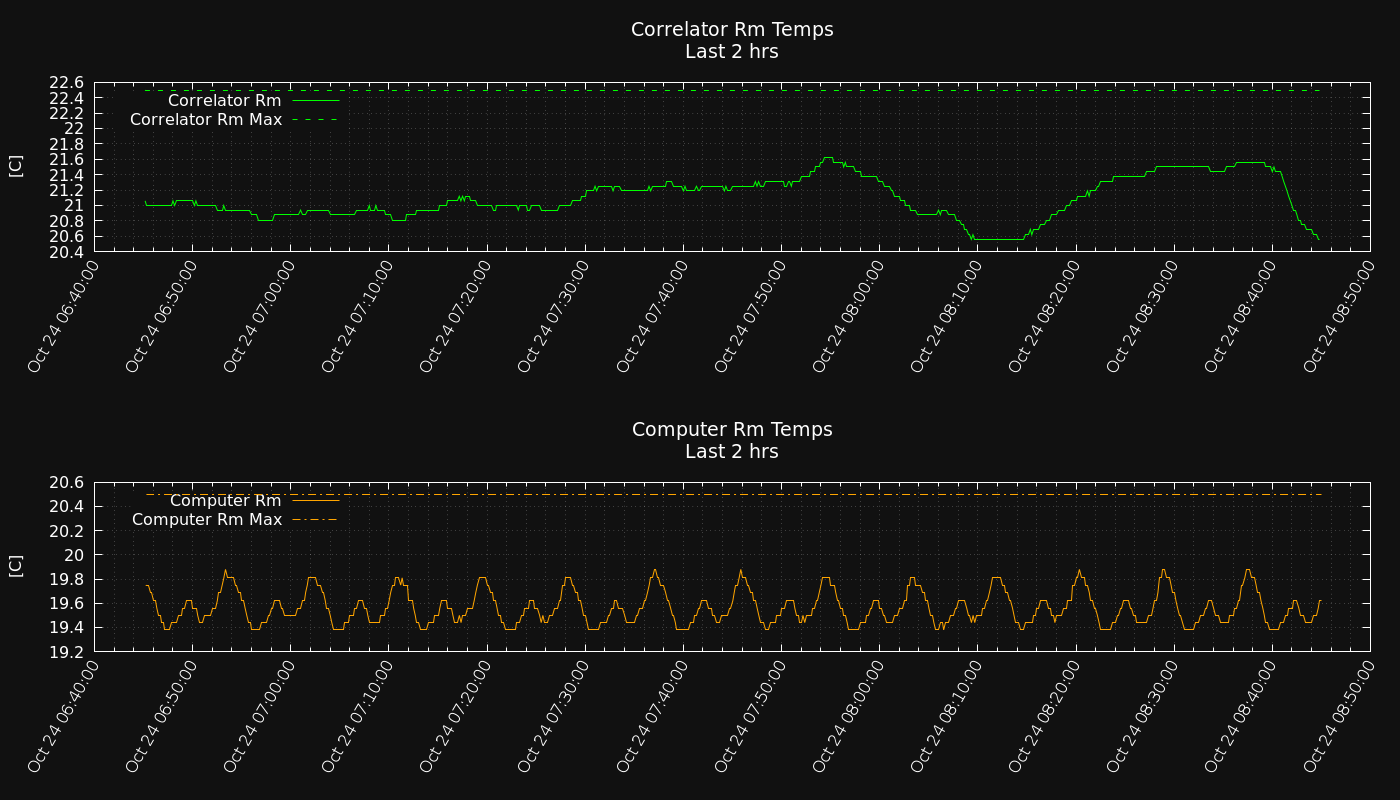 Correlator Rm Temps
Last 2 hrs
22.6
22.4
22.2
22
21.8
21.6
21.4
21.2
21
20.8
20.6
20.4
[C]
Correlator Rm
Correlator Rm Max
Oct 24 06:40:00
Oct 24 06:50:00
Oct 24 07:00:00
Oct 24 07:10:00
Oct 24 07:20:00
Oct 24 07:30:00
Oct 24 07:40:00
Oct 24 07:50:00
Oct 24 08:00:00
Oct 24 08:10:00
Oct 24 08:20:00
Oct 24 08:30:00
Oct 24 08:40:00
Oct 24 08:50:00
Computer Rm Temps
Last 2 hrs
20.6
20.4
20.2
20
19.8
19.6
19.4
19.2
[C]
Computer Rm
Computer Rm Max
Oct 24 06:40:00
Oct 24 06:50:00
Oct 24 07:00:00
Oct 24 07:10:00
Oct 24 07:20:00
Oct 24 07:30:00
Oct 24 07:40:00
Oct 24 07:50:00
Oct 24 08:00:00
Oct 24 08:10:00
Oct 24 08:20:00
Oct 24 08:30:00
Oct 24 08:40:00
Oct 24 08:50:00